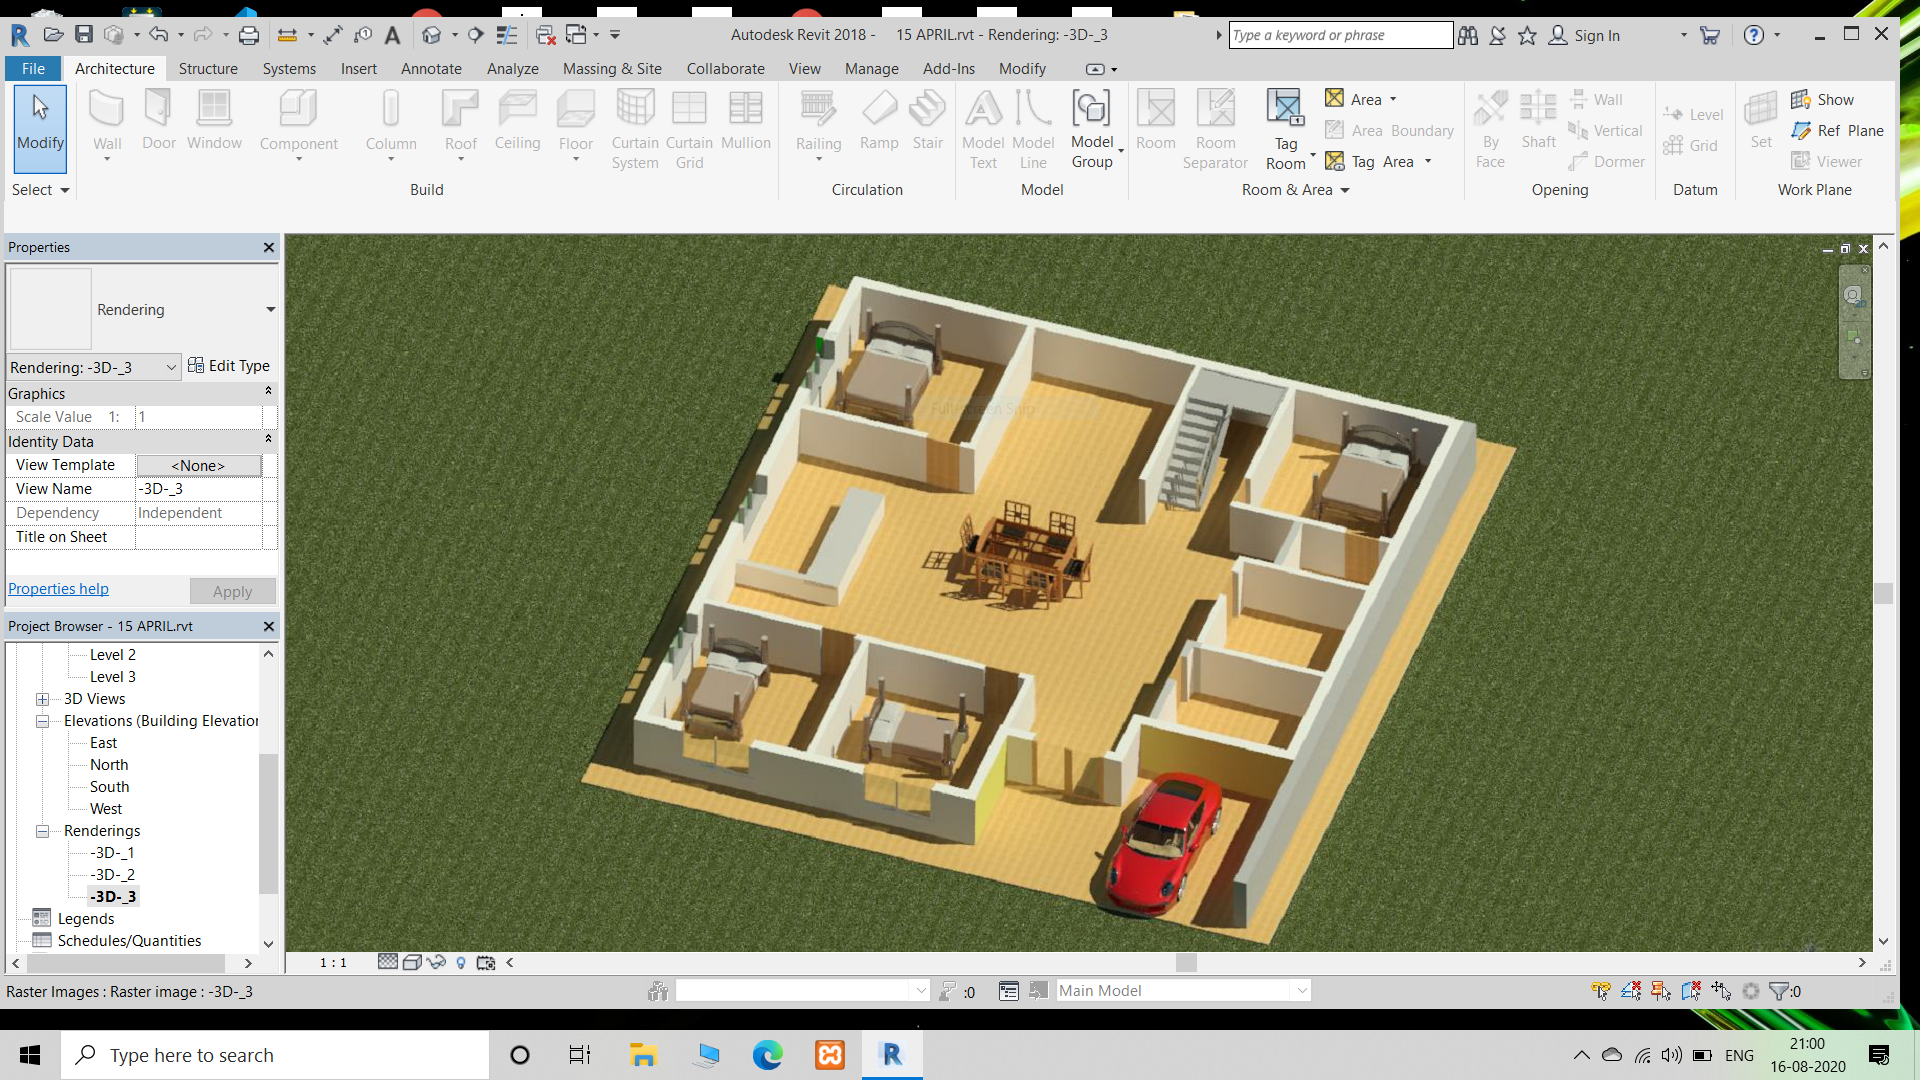 Autodesk Revit 2018 -     15 APRIL.rvt - Rendering: -3D-_3
Type a keyword or phrase
Sign In
File Architecture Structure Systems Insert Annotate Analyze Massing & Site Collaborate View Manage Add-Ins Modify
Modify
Wall
Door
Window
Component
Column
Roof
Ceiling
Floor
Curtain System
Curtain Grid
Mullion
Railing
Ramp
Stair
Model Text
Model Line
Model Group
Room
Room Separator
Tag Room
Area
Area Boundary
Tag Area
By Face
Shaft
Wall
Vertical
Dormer
Level
Grid
Set
Show
Ref Plane
Viewer
Select
Build
Circulation
Model
Room & Area
Opening
Datum
Work Plane
Properties
Rendering
Rendering: -3D-_3
Edit Type
Graphics
Scale Value 1: 1
Identity Data
View Template <None>
View Name -3D-_3
Dependency Independent
Title on Sheet
Properties help
Apply
Project Browser - 15 APRIL.rvt
Level 2
Level 3
3D Views
Elevations (Building Elevation
East
North
South
West
Renderings
-3D-_1
-3D-_2
-3D-_3
Legends
Schedules/Quantities
Full-screen Snip
1 : 1
Raster Images : Raster image : -3D-_3
:0
Main Model
:0
Type here to search
ENG
21:00
16-08-2020